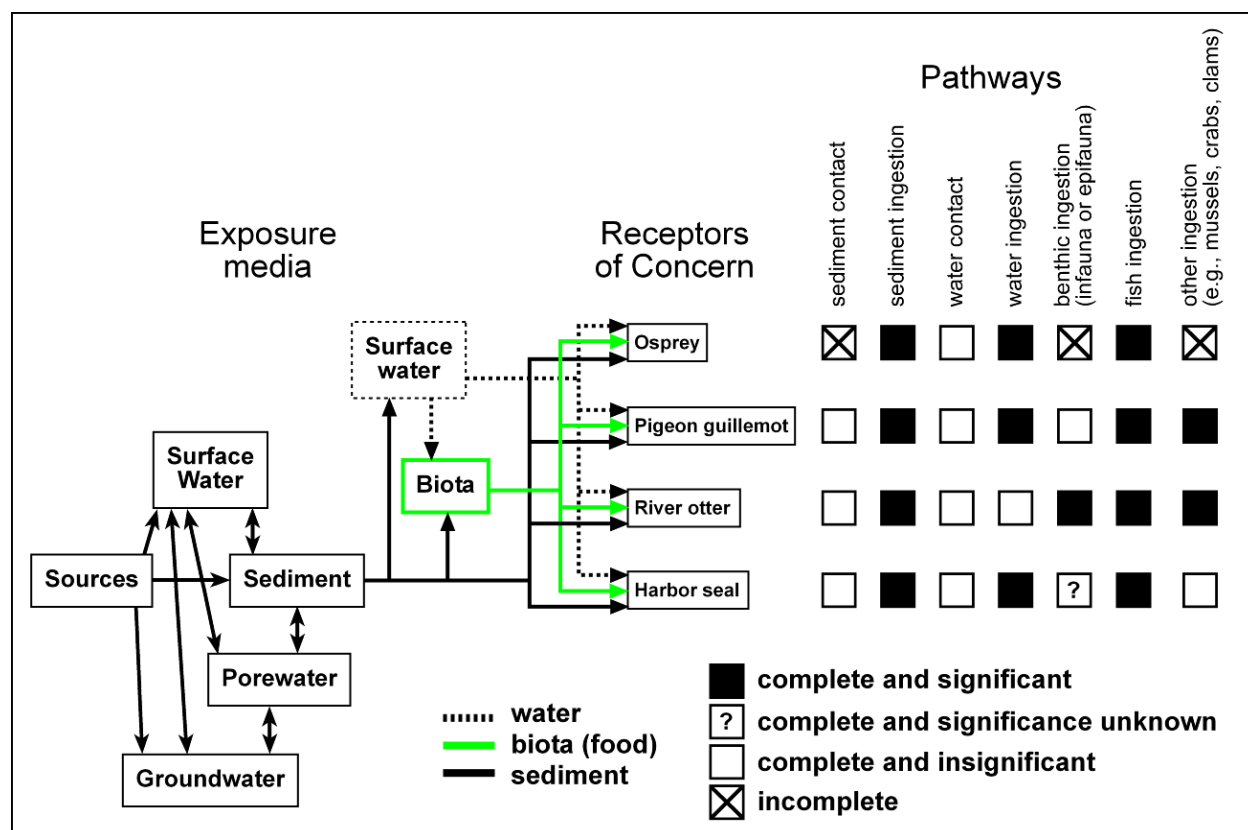 Pathways
sediment contact
sediment ingestion
water contact
water ingestion
benthic ingestion
(infauna or epifauna)
fish ingestion
other ingestion
(e.g., mussels, crabs, clams)
Exposure
media
Receptors
of Concern
Surface
water
Osprey
Pigeon guillemot
Surface
Water
Biota
River otter
Sources
Sediment
Harbor seal
?
Porewater
Groundwater
water
biota (food)
sediment
complete and significant
? complete and significance unknown
complete and insignificant
incomplete